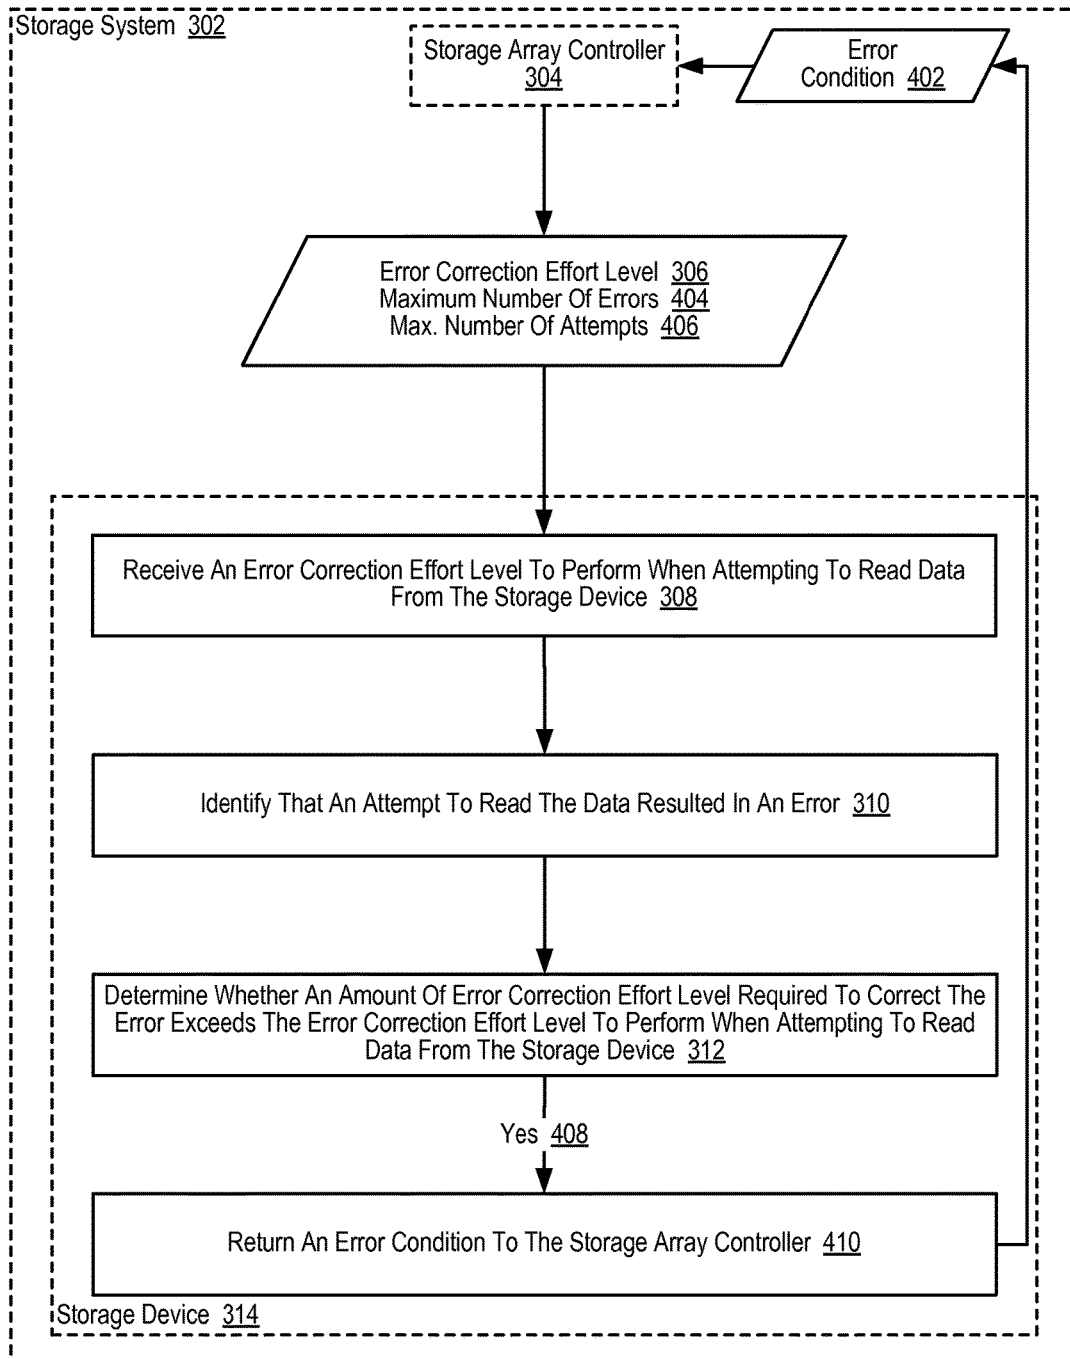 Storage System 302
Storage Array Controller
304
Error
Condition 402
Error Correction Effort Level 306
Maximum Number Of Errors 404
Max. Number Of Attempts 406
Receive An Error Correction Effort Level To Perform When Attempting To Read Data
From The Storage Device 308
Identify That An Attempt To Read The Data Resulted In An Error 310
Determine Whether An Amount Of Error Correction Effort Level Required To Correct The
Error Exceeds The Error Correction Effort Level To Perform When Attempting To Read
Data From The Storage Device 312
Yes 408
Return An Error Condition To The Storage Array Controller 410
Storage Device 314